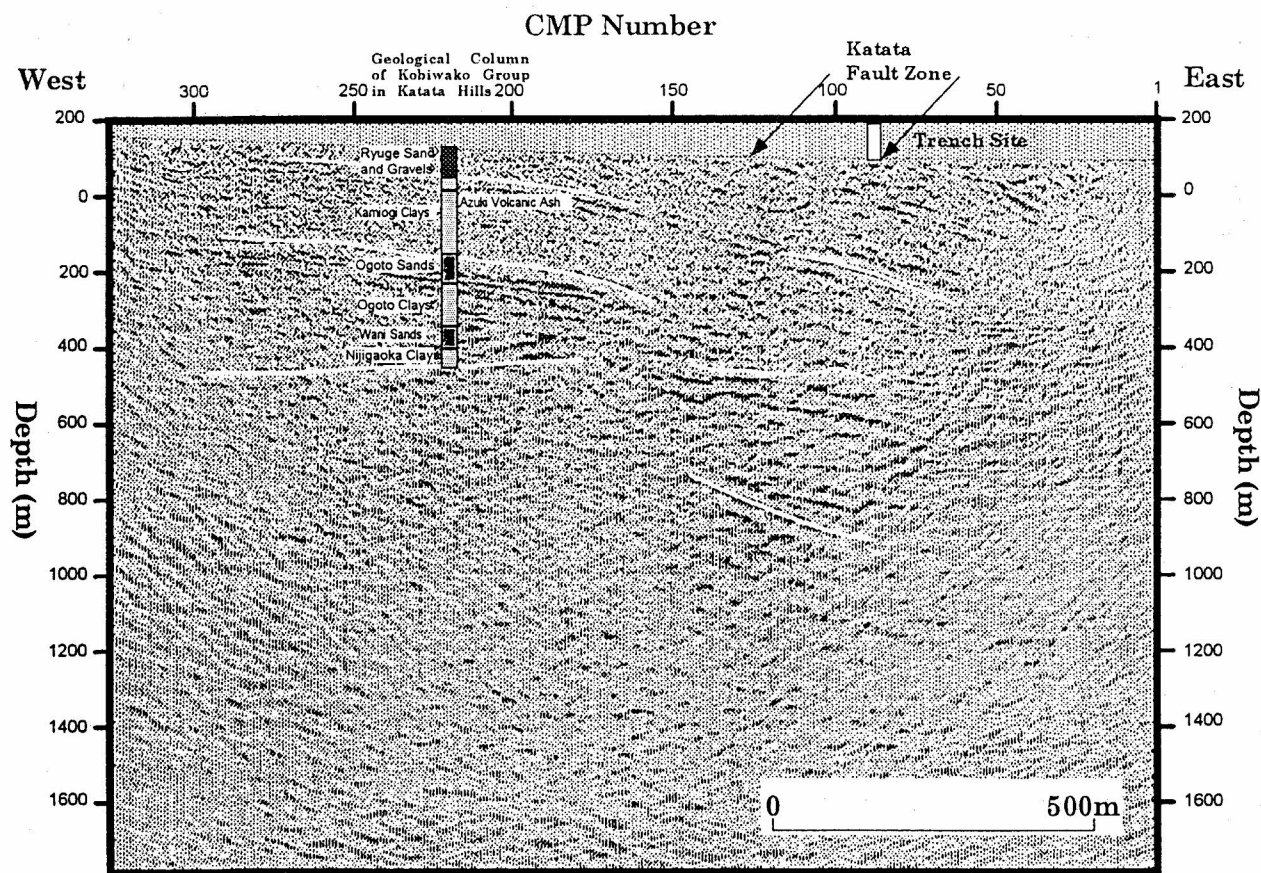 CMP Number
Katata
Fault Zone
Geological Column
of Kobiwako Group
in Katata Hills
West
East
300
250
200
150
100
50
1
200
0
200
400
600
800
1000
1200
1400
1600
Depth (m)
Ryuge Sand
and Gravels
Azuki Volcanic Ash
Kamiogi Clays
Ogoto Sands
Ogoto Clays
Wani Sands
Nijigaoka Clays
Trench Site
200
0
200
400
600
800
1000
1200
1400
1600
Depth (m)
0
500m